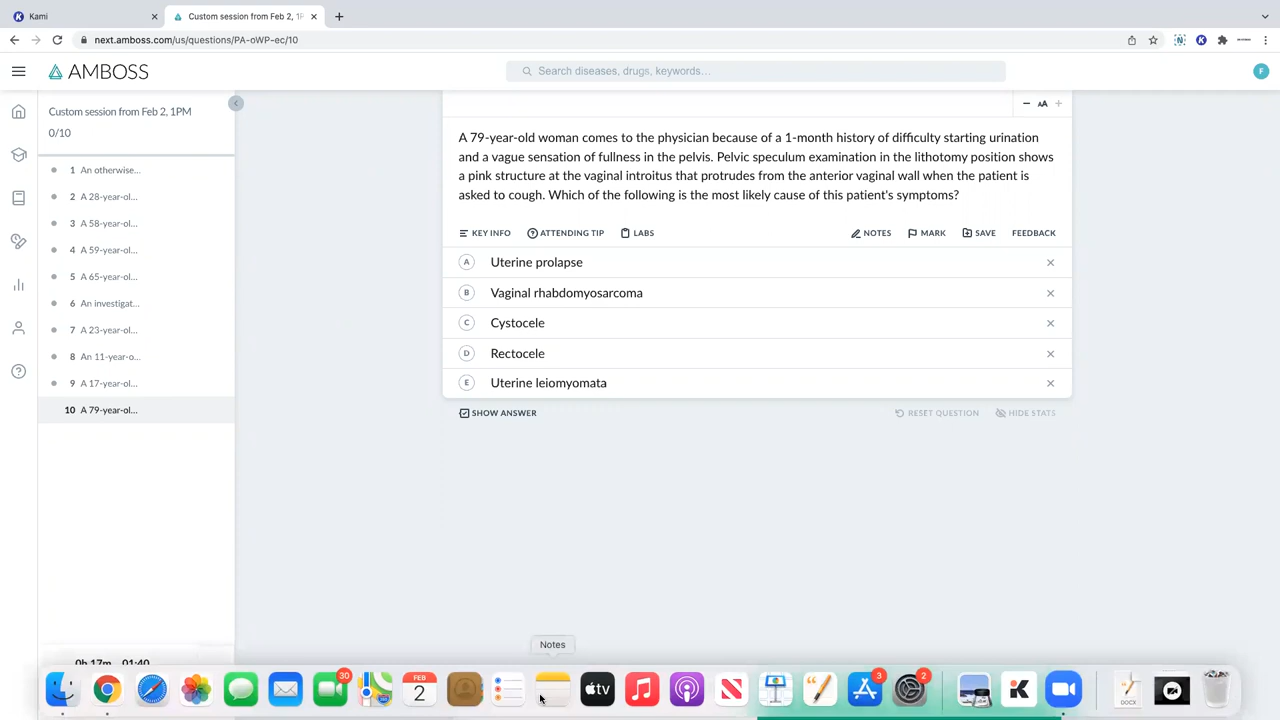 Kami
Custom session from Feb 2, 1P
next.amboss.com/us/questions/PA-oWP-ec/10
AMBOSS
Search diseases, drugs, keywords…
F
Custom session from Feb 2, 1PM
0/10
1 An otherwise...
2 A 28-year-ol...
3 A 58-year-ol...
4 A 59-year-ol...
5 A 65-year-ol...
6 An investigat...
7 A 23-year-ol...
8 An 11-year-o...
9 A 17-year-ol...
10 A 79-year-ol...
AA
A 79-year-old woman comes to the physician because of a 1-month history of difficulty starting urination
and a vague sensation of fullness in the pelvis. Pelvic speculum examination in the lithotomy position shows
a pink structure at the vaginal introitus that protrudes from the anterior vaginal wall when the patient is
asked to cough. Which of the following is the most likely cause of this patient's symptoms?
KEY INFO ATTENDING TIP LABS NOTES MARK SAVE FEEDBACK
A Uterine prolapse
B Vaginal rhabdomyosarcoma
C Cystocele
D Rectocele
E Uterine leiomyomata
SHOW ANSWER RESET QUESTION HIDE STATS
Notes
0h 17m 01:40
30
FEB
2
tv
3
2
DOCX